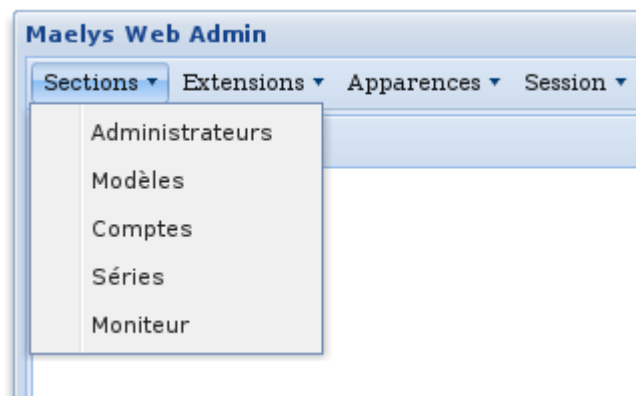 Maelys Web Admin
Sections Extensions Apparences Session
Administrateurs
Modèles
Comptes
Séries
Moniteur